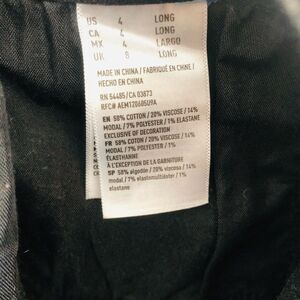 US 4 LONG
CA 4 LONG
MX 4 LARGO
UK 8 LONG
MADE IN CHINA / FABRIQUÉ EN CHINE /
HECHO EN CHINA
RN 54485/CA 03873
RFC# AEM120605U9A
EN 58% COTTON / 20% VISCOSE / 14%
MODAL / 7% POLYESTER / 1% ELASTANE
EXCLUSIVE OF DECORATION
FR 58% COTON / 20% VISCOSE / 14%
MODAL / 7% POLYESTER / 1%
ÉLASTHANNE
À L'EXCEPTION DE LA GARNITURE
SP 58% algodón / 20% viscosa / 14%
modal / 7% elastomultiéster / 1%
elastane